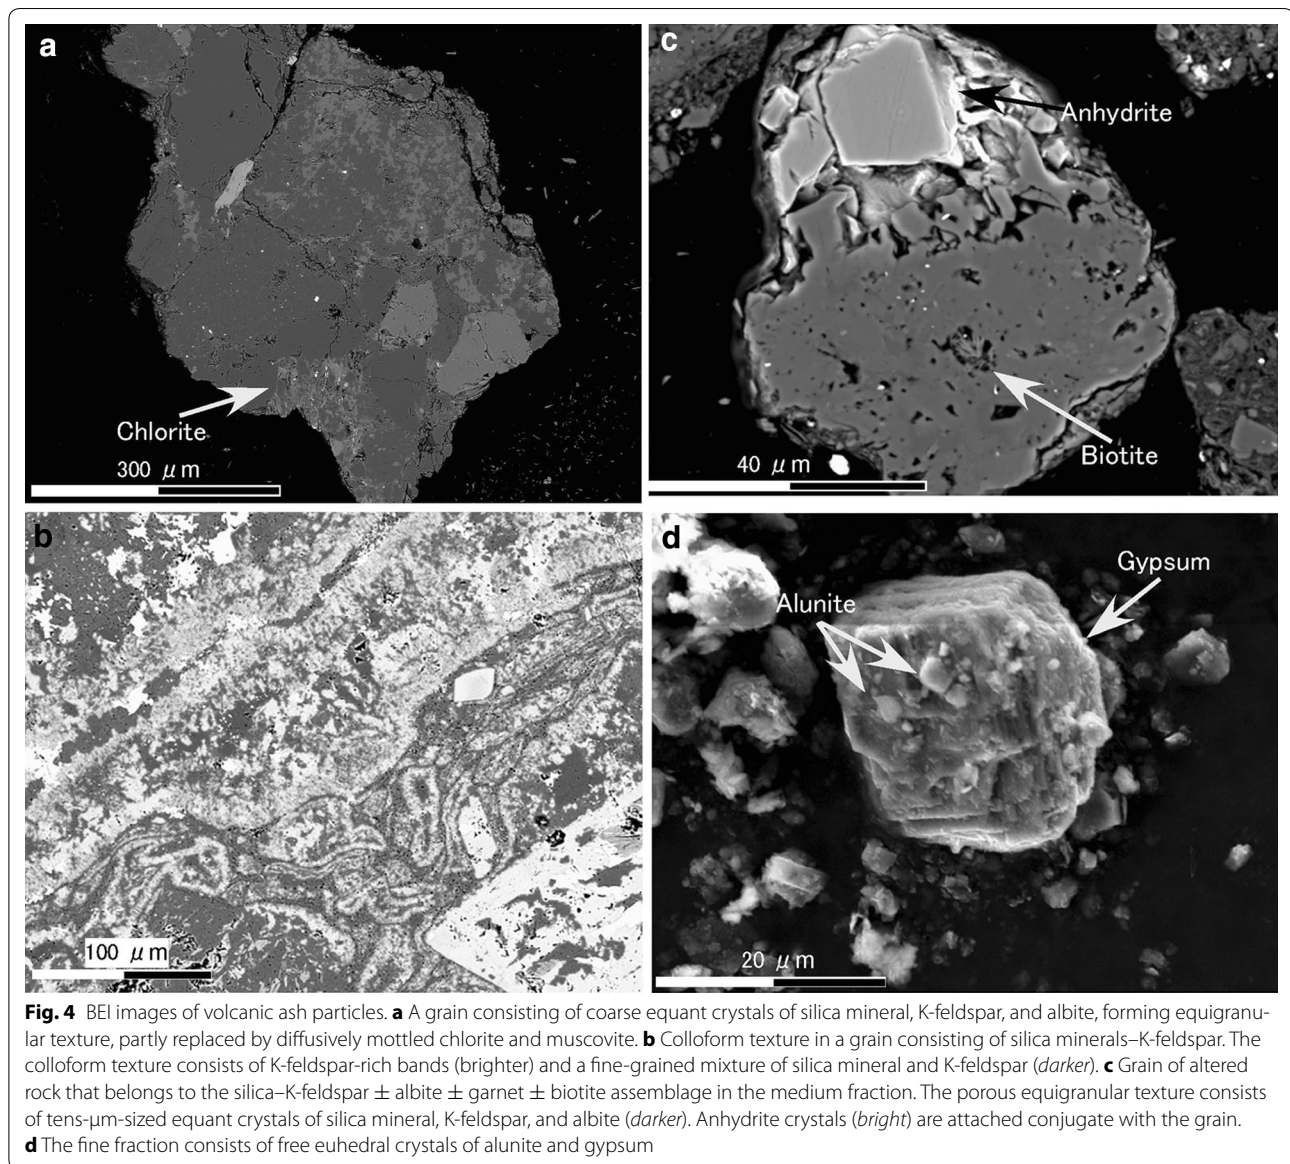 a
Chlorite
300 μm
c
Anhydrite
Biotite
40 μm
b
100 μm
d
Alunite
Gypsum
20 μm
Fig. 4 BEI images of volcanic ash particles. a A grain consisting of coarse equant crystals of silica mineral, K-feldspar, and albite, forming equigranu-
lar texture, partly replaced by diffusively mottled chlorite and muscovite. b Colloform texture in a grain consisting of silica minerals–K-feldspar. The
colloform texture consists of K-feldspar-rich bands (brighter) and a fine-grained mixture of silica mineral and K-feldspar (darker). c Grain of altered
rock that belongs to the silica–K-feldspar ± albite ± garnet ± biotite assemblage in the medium fraction. The porous equigranular texture consists
of tens-μm-sized equant crystals of silica mineral, K-feldspar, and albite (darker). Anhydrite crystals (bright) are attached conjugate with the grain.
d The fine fraction consists of free euhedral crystals of alunite and gypsum